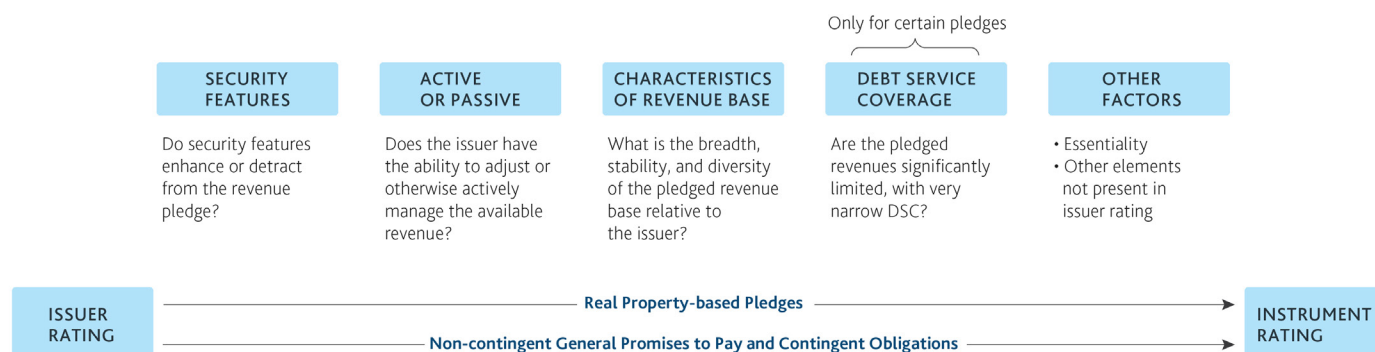 Only for certain pledges
SECURITY
FEATURES
Do security features
enhance or detract
from the revenue
pledge?
ACTIVE
OR PASSIVE
Does the issuer have
the ability to adjust or
otherwise actively
manage the available
revenue?
CHARACTERISTICS
OF REVENUE BASE
What is the breadth,
stability, and diversity
of the pledged revenue
base relative to
the issuer?
DEBT SERVICE
COVERAGE
Are the pledged
revenues significantly
limited, with very
narrow DSC?
OTHER
FACTORS
• Essentiality
• Other elements
not present in
issuer rating
ISSUER
RATING
Real Property-based Pledges
Non-contingent General Promises to Pay and Contingent Obligations
INSTRUMENT
RATING